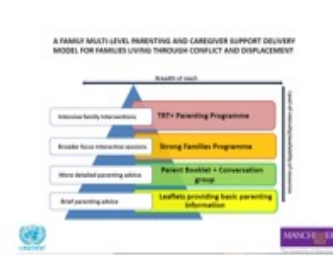 A FAMILY MULTI-LEVEL PARENTING AND CAREGIVER SUPPORT DELIVERY
MODEL FOR FAMILIES LIVING THROUGH CONFLICT AND DISPLACEMENT
Breadth of reach
Intensive family interventions
TRT+ Parenting Programme
Broader focus interactive sessions
Strong Families Programme
More detailed parenting advice
Parent Booklet + Conversation
group
Brief parenting advice
Leaflets providing basic parenting
information